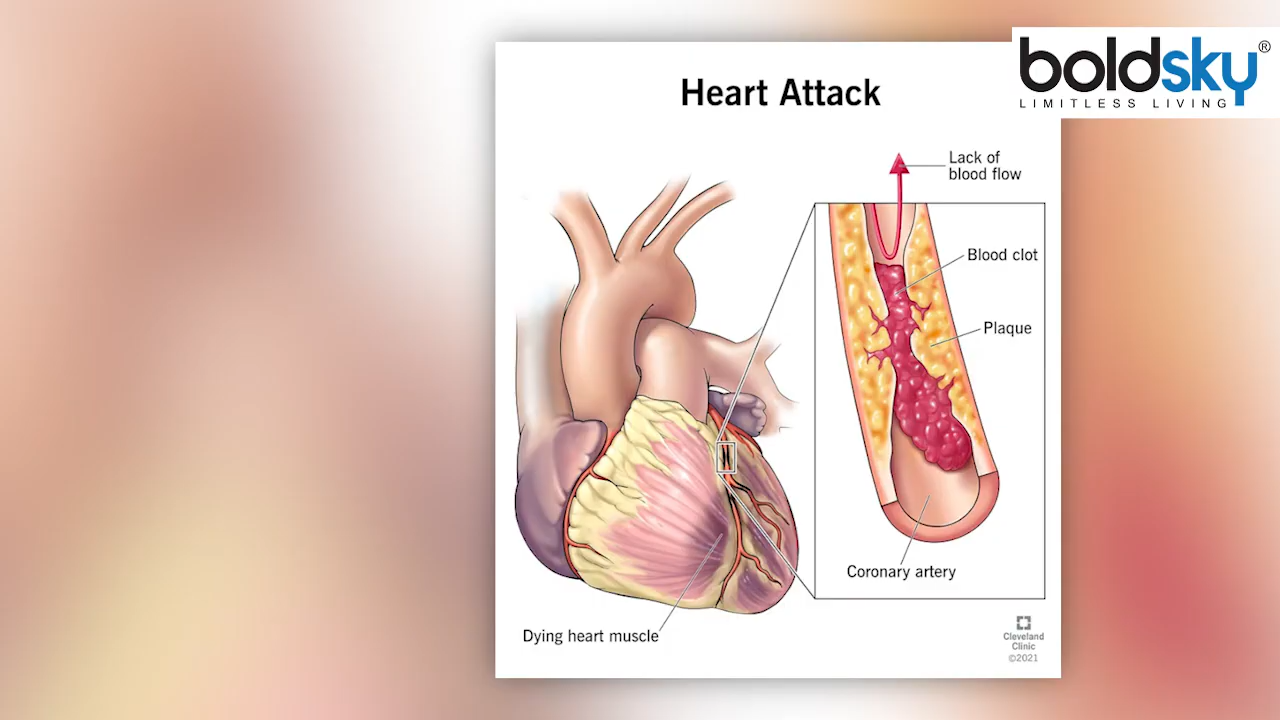 boldsky®
LIMITLESS LIVING
Heart Attack
Lack of
blood flow
Blood clot
Plaque
Coronary artery
Dying heart muscle
Cleveland
Clinic
©2021